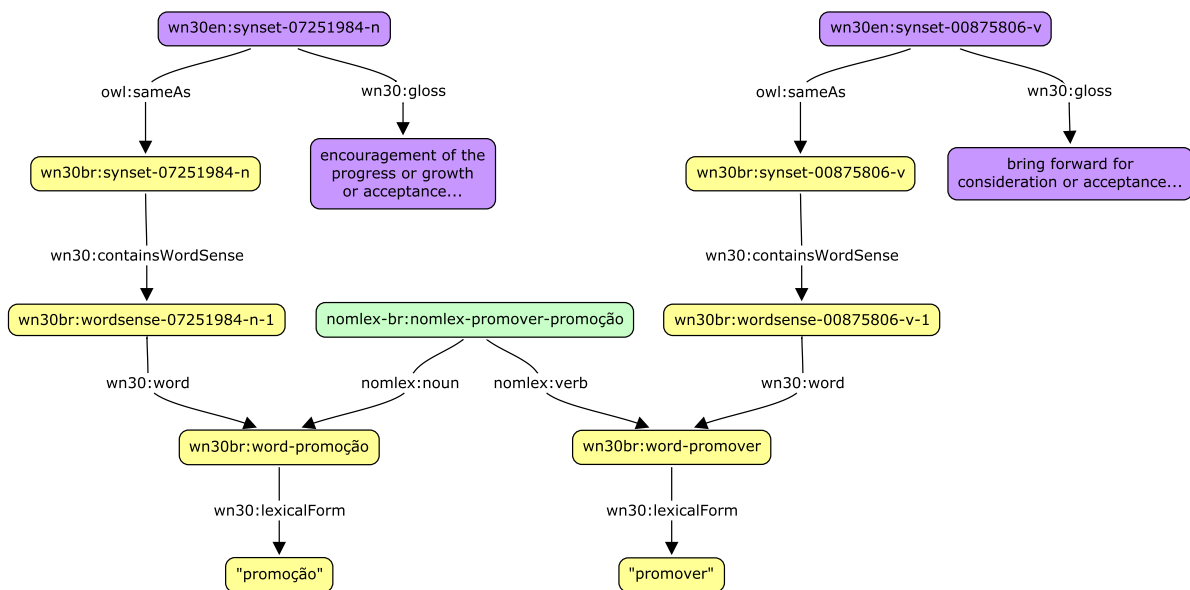 wn30en:synset-07251984-n
wn30en:synset-00875806-v
owl:sameAs
wn30:gloss
owl:sameAs
wn30:gloss
encouragement of the
progress or growth
or acceptance...
bring forward for
consideration or acceptance...
wn30br:synset-07251984-n
wn30br:synset-00875806-v
wn30:containsWordSense
wn30:containsWordSense
wn30br:wordsense-07251984-n-1
nomlex-br:nomlex-promover-promoção
wn30br:wordsense-00875806-v-1
wn30:word
nomlex:noun
nomlex:verb
wn30:word
wn30br:word-promoção
wn30br:word-promover
wn30:lexicalForm
wn30:lexicalForm
"promoção"
"promover"